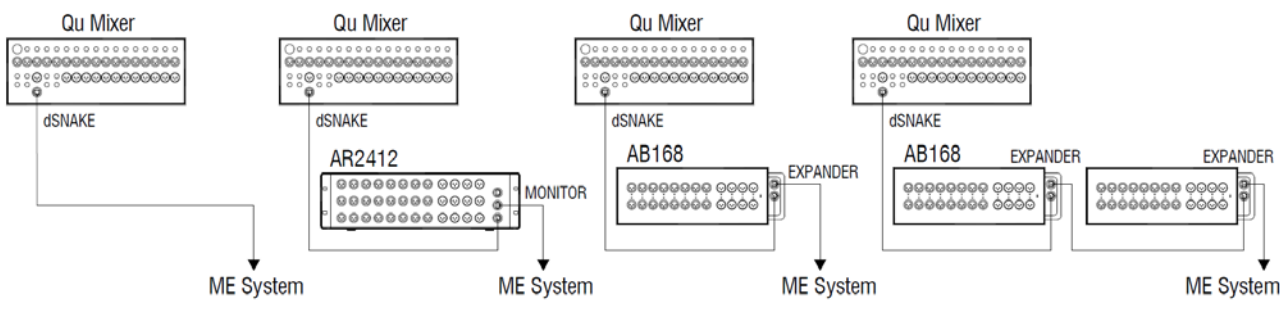 Qu Mixer
Qu Mixer
Qu Mixer
Qu Mixer
dSNAKE
dSNAKE
dSNAKE
dSNAKE
AR2412
AB168
AB168
EXPANDER
EXPANDER
EXPANDER
MONITOR
ME System
ME System
ME System
ME System